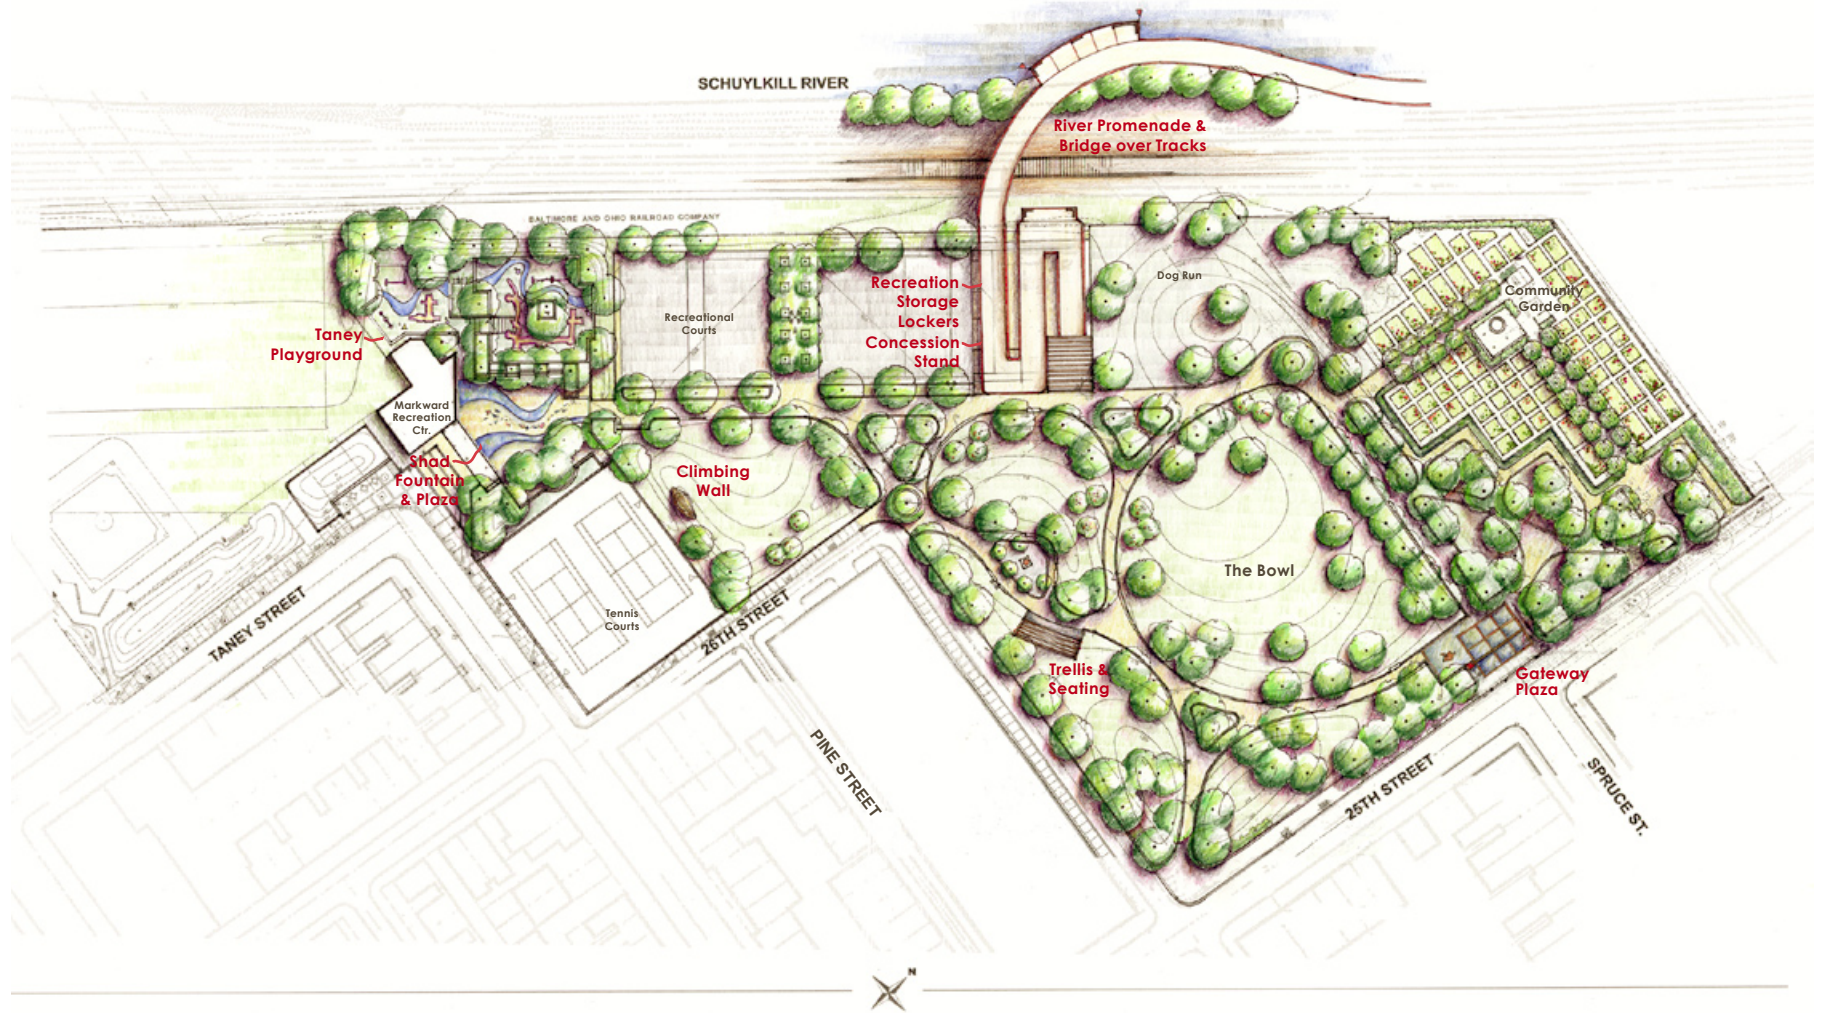 SCHUYLKILL RIVER
River Promenade &
Bridge over Tracks
BALTIMORE AND OHIO RAILROAD COMPANY
Dog Run
Recreation
Storage
Lockers
Concession
Stand
Community
Garden
Recreational
Courts
Taney
Playground
Markward
Recreation
Ctr.
Shad
Fountain
& Plaza
Climbing
Wall
The Bowl
Tennis
Courts
TANEY STREET
26TH STREET
Trellis &
Seating
Gateway
Plaza
PINE STREET
25TH STREET
SPRUCE ST.
N